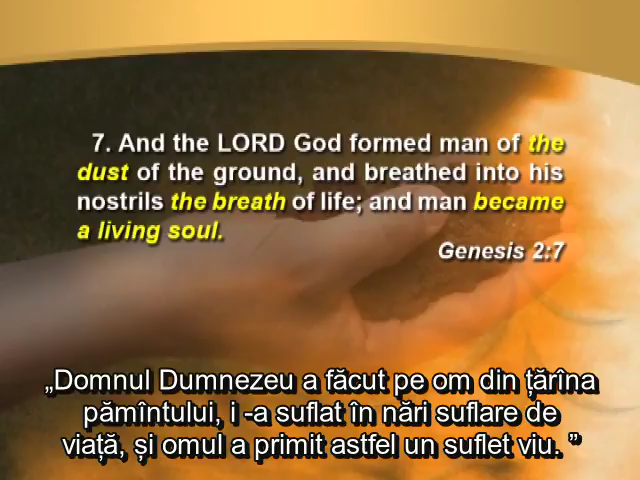 7. And the LORD God formed man of the
dust of the ground, and breathed into his
nostrils the breath of life; and man became
a living soul.
Genesis 2:7
„Domnul Dumnezeu a făcut pe om din țărîna
pămîntului, i -a suflat în nări suflare de
viață, și omul a primit astfel un suflet viu. ”